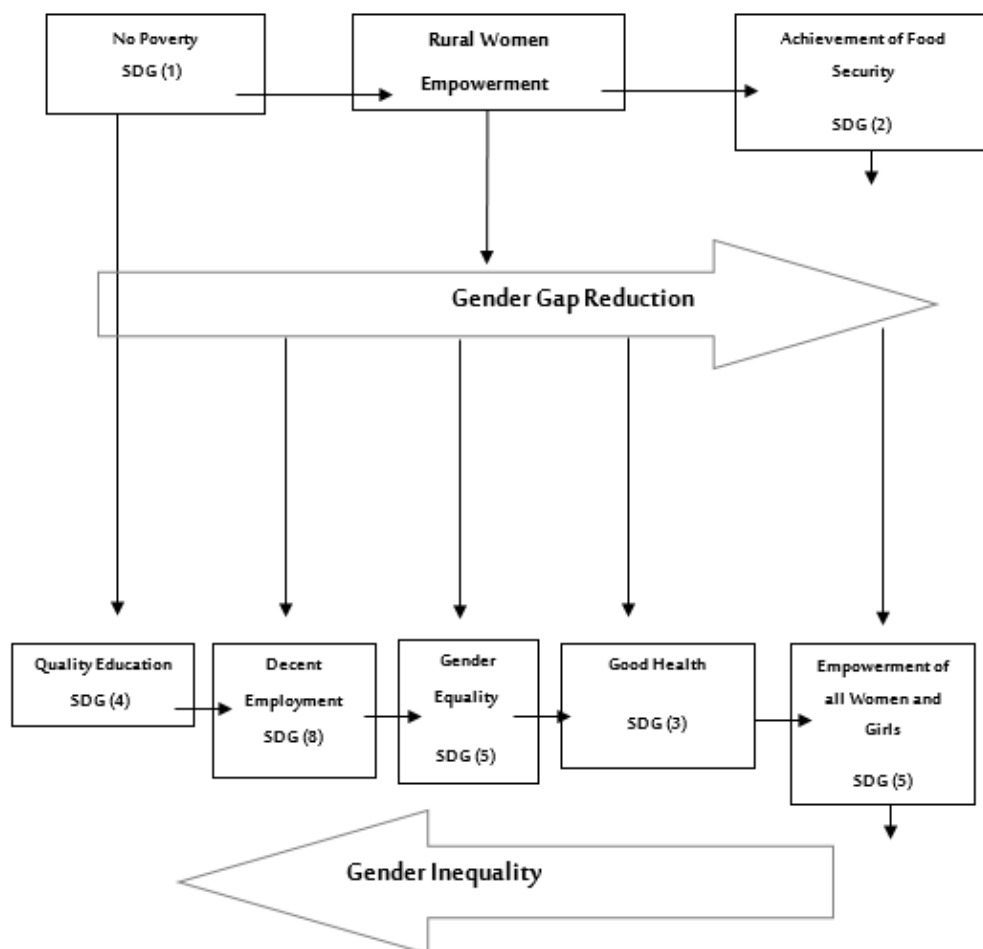 No Poverty
SDG (1)
Rural Women
Empowerment
Achievement of Food
Security
SDG (2)
Gender Gap Reduction
Quality Education
SDG (4)
Decent
Employment
SDG (8)
Gender
Equality
SDG (5)
Good Health
SDG (3)
Empowerment of
all Women and
Girls
SDG (5)
Gender Inequality